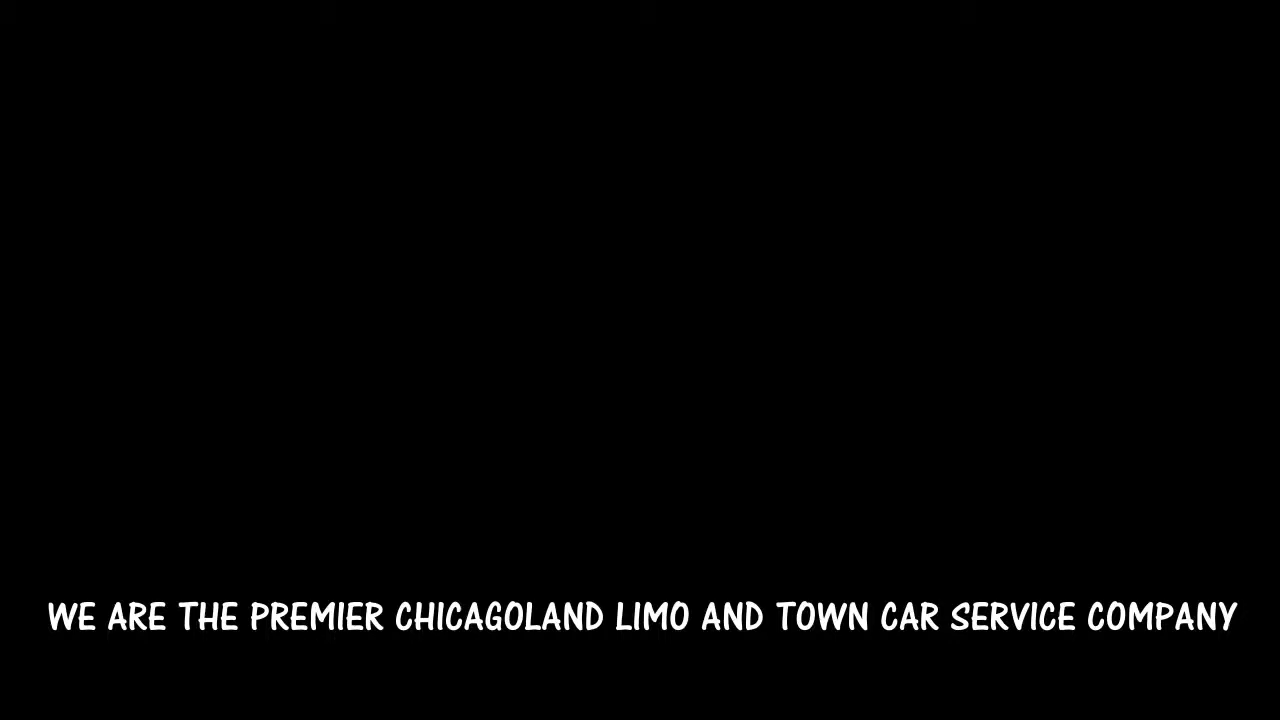 WE ARE THE PREMIER CHICAGOLAND LIMO AND TOWN CAR SERVICE COMPANY